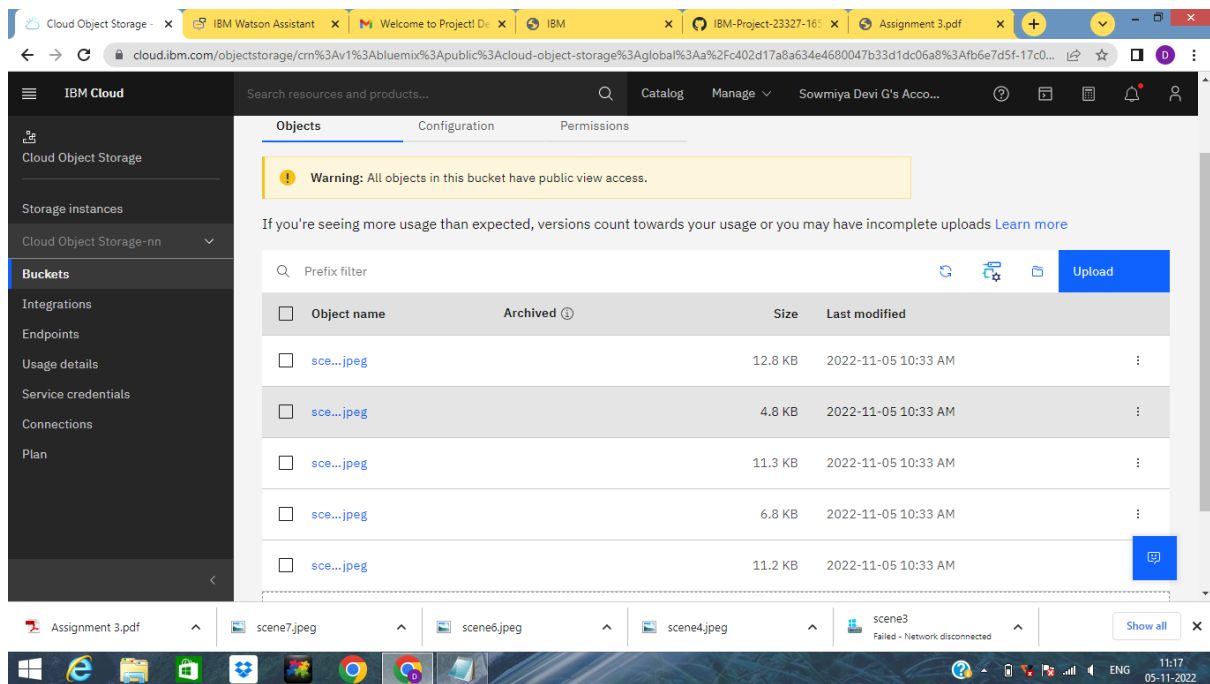 Cloud Object Storage -
IBM Watson Assistant
Welcome to Project! De
IBM
IBM-Project-23327-165
Assignment 3.pdf
cloud.ibm.com/objectstorage/crn%3Av1%3Abluemix%3Apublic%3Acloud-object-storage%3Aglobal%3Aa%2Fc402d17a8a634e4680047b33d1dc06a8%3Afb6e7d5f-17c0...
D
IBM Cloud
Search resources and products...
Catalog
Manage
Sowmiya Devi G's Acco...
Cloud Object Storage
Storage instances
Cloud Object Storage-nn
Buckets
Integrations
Endpoints
Usage details
Service credentials
Connections
Plan
Objects Configuration Permissions
Warning: All objects in this bucket have public view access.
If you're seeing more usage than expected, versions count towards your usage or you may have incomplete uploads Learn more
Prefix filter
Upload
Object name Archived Size Last modified
sce...jpeg 12.8 KB 2022-11-05 10:33 AM
sce...jpeg 4.8 KB 2022-11-05 10:33 AM
sce...jpeg 11.3 KB 2022-11-05 10:33 AM
sce...jpeg 6.8 KB 2022-11-05 10:33 AM
sce...jpeg 11.2 KB 2022-11-05 10:33 AM
Assignment 3.pdf
scene7.jpeg
scene6.jpeg
scene4.jpeg
scene3
Failed - Network disconnected
Show all
ENG
11:17
05-11-2022